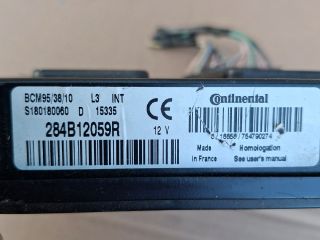 BCM95/38/10 L3 INT
S180180060 D 15335
284B12059R
12 V
CE
Continental
Made Homologation
in France See user's manual